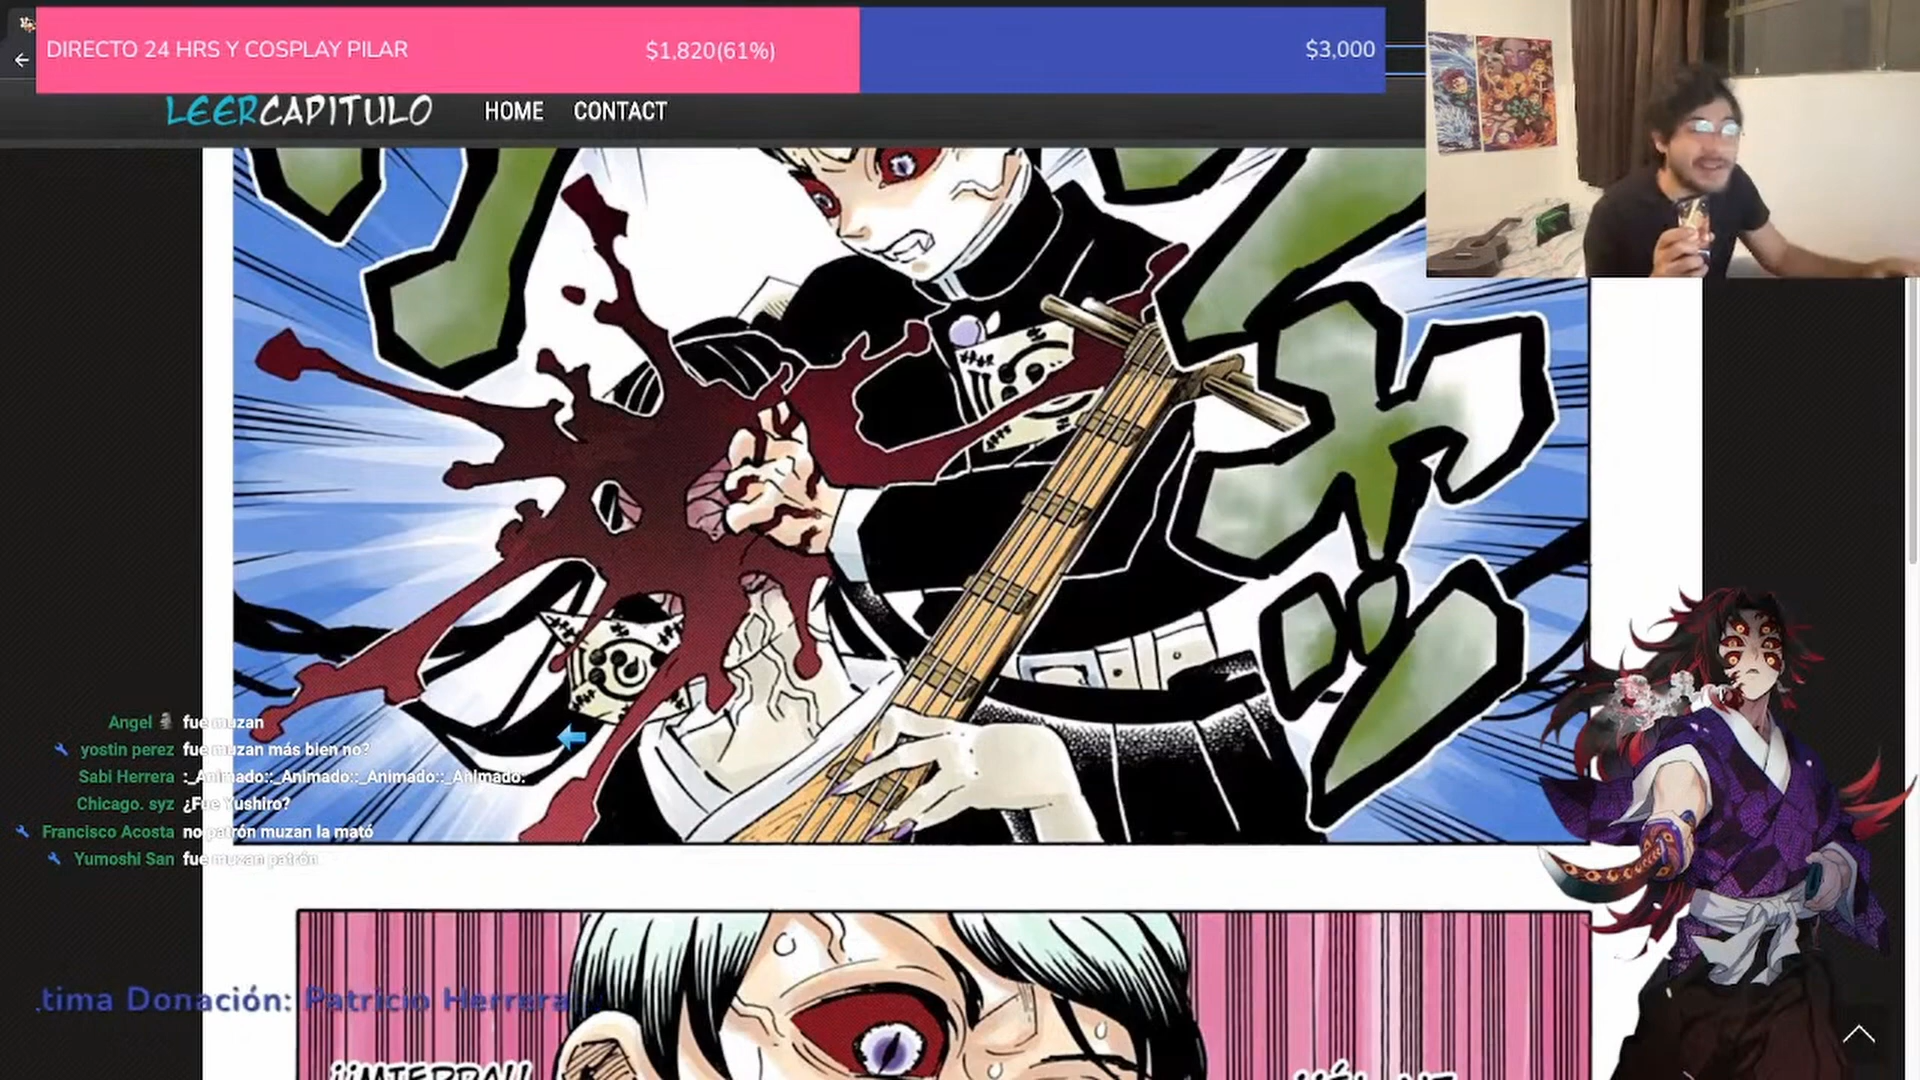 DIRECTO 24 HRS Y COSPLAY PILAR $1,820(61%) $3,000
LEERCAPITULO HOME CONTACT
Angel fue muzan
yostin perez fue muzan más bien no?
Sabi Herrera :_Animado::_Animado::_Animado::_Animado:
Chicago. syz ¿Fue Yushiro?
Francisco Acosta no patrón muzan la mató
Yumoshi San fue muzan patrón
.tima Donación: Patricio Herrera
¡¡MIERDA!!